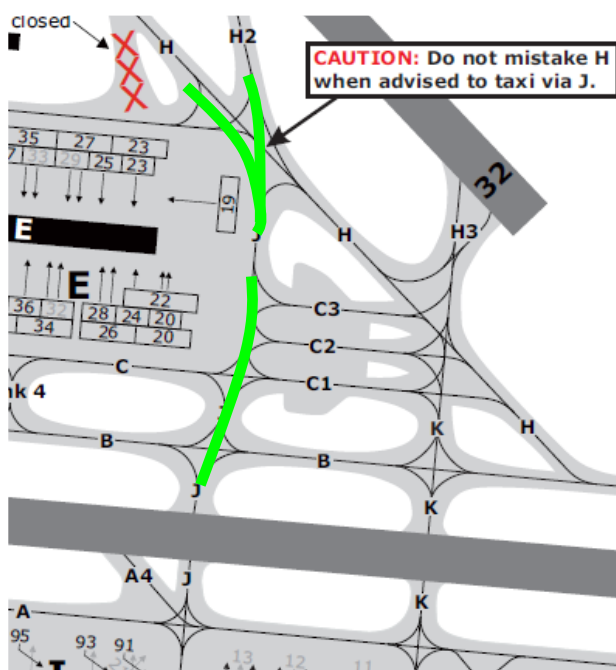 closed
H
H2
CAUTION: Do not mistake H
when advised to taxi via J.
35 27 23
33 29 25 23
19
32
E
H
H3
E
22
36 32 28 24 20
34 26 20
C3
C2
C
C1
nk 4
K
H
B
B
J
K
A4
J
K
A
95
93
91
13
12
11